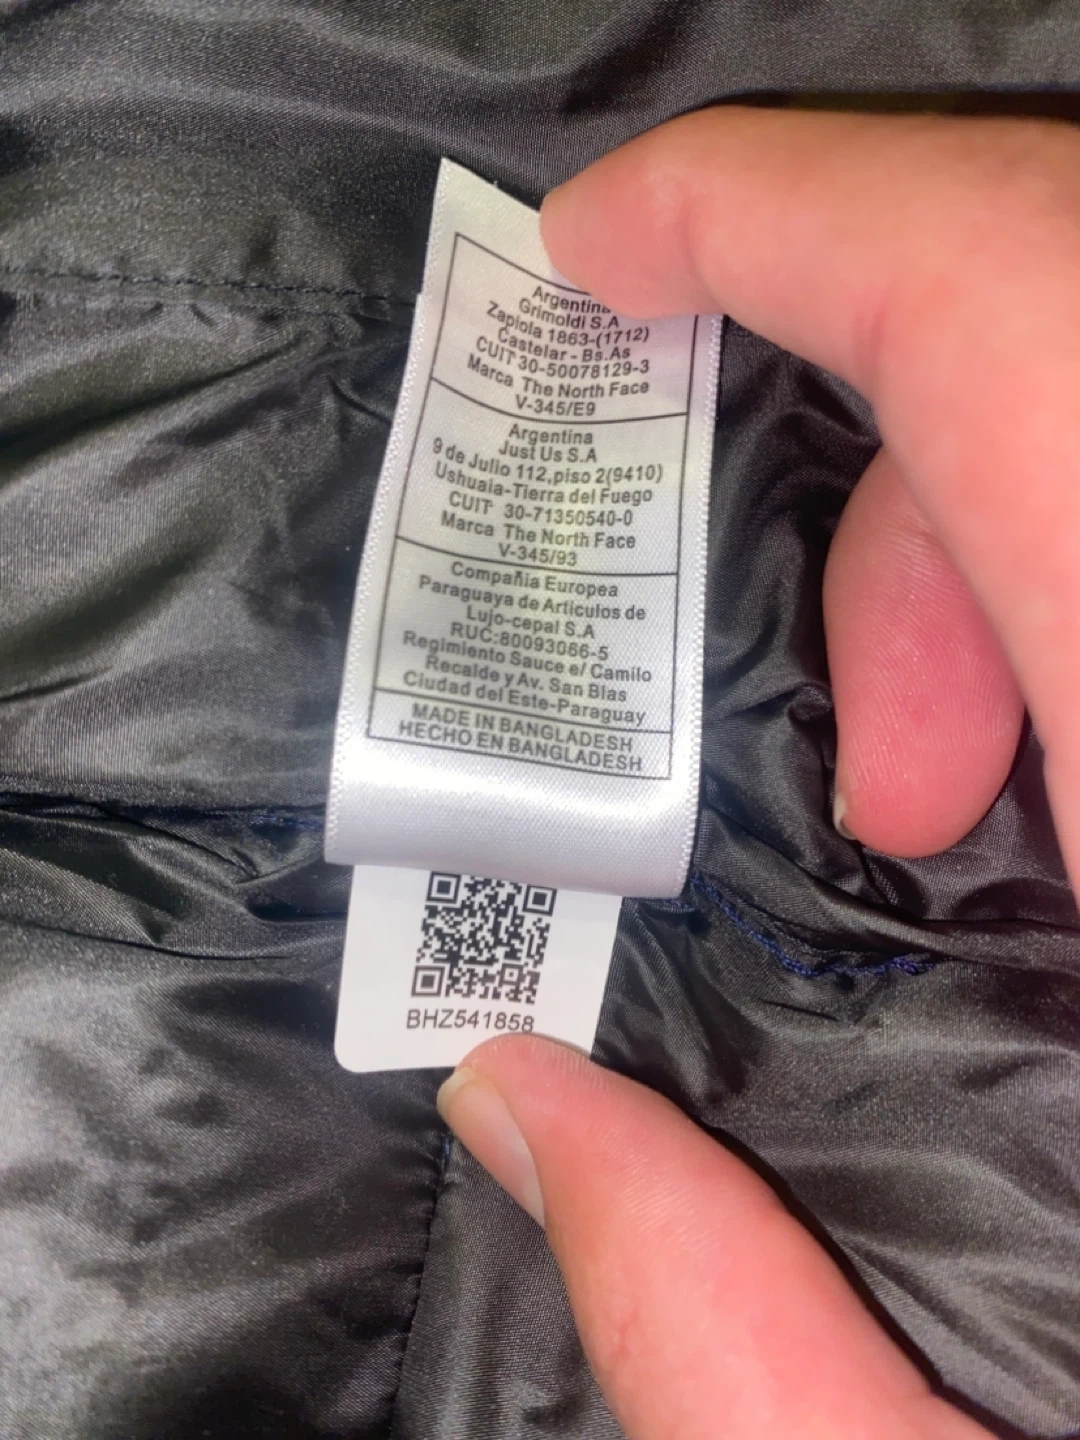 Argentina
Grimoldi S.A
Zapiola 1863-(1712)
Castelar - Bs.As
CUIT 30-50078129-3
Marca The North Face
V-345/E9
Argentina
Just Us S.A
9 de Julio 112,piso 2(9410)
Ushuaia-Tierra del Fuego
CUIT 30-71350540-0
Marca The North Face
V-345/93
Compañia Europea
Paraguaya de Articulos de
Lujo-cepal S.A
RUC:80093066-5
Regimiento Sauce e/ Camilo
Recalde y Av. San Blas
Ciudad del Este-Paraguay
MADE IN BANGLADESH
HECHO EN BANGLADESH
BHZ541858